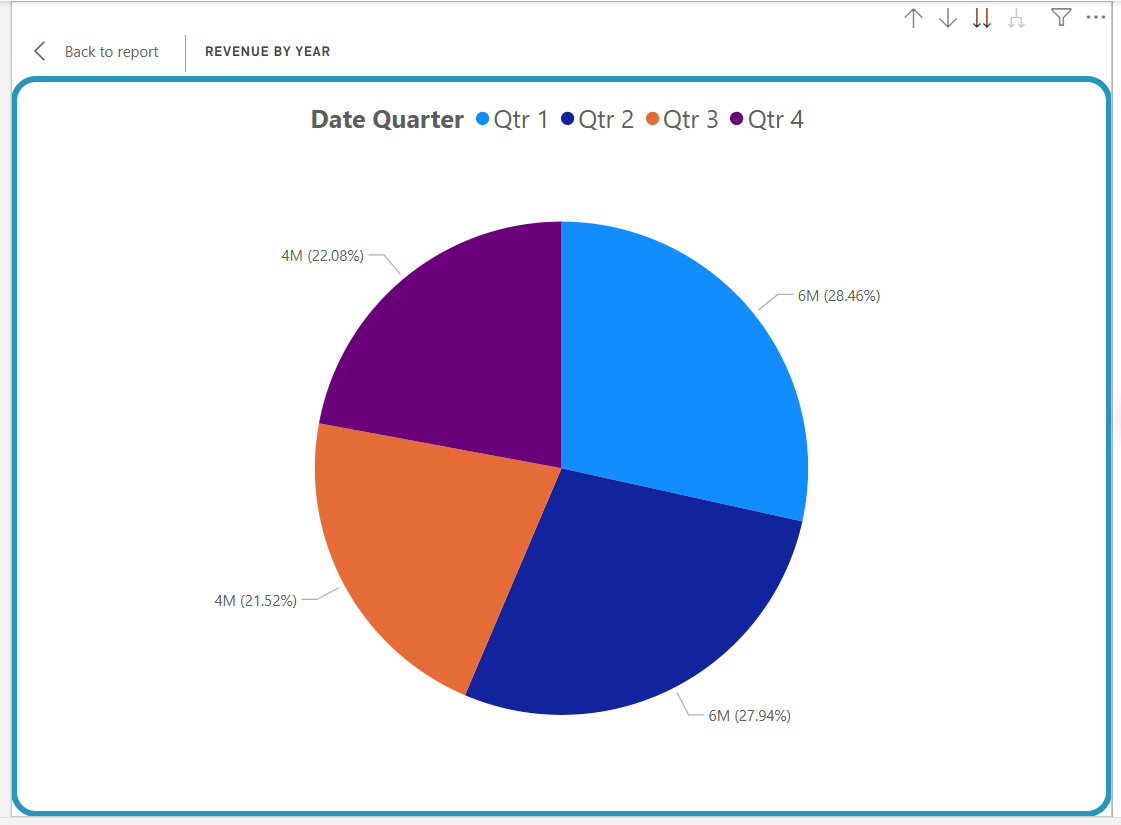 Back to report
REVENUE BY YEAR
Date Quarter Qtr 1 Qtr 2 Qtr 3 Qtr 4
4M (22.08%)
6M (28.46%)
4M (21.52%)
6M (27.94%)